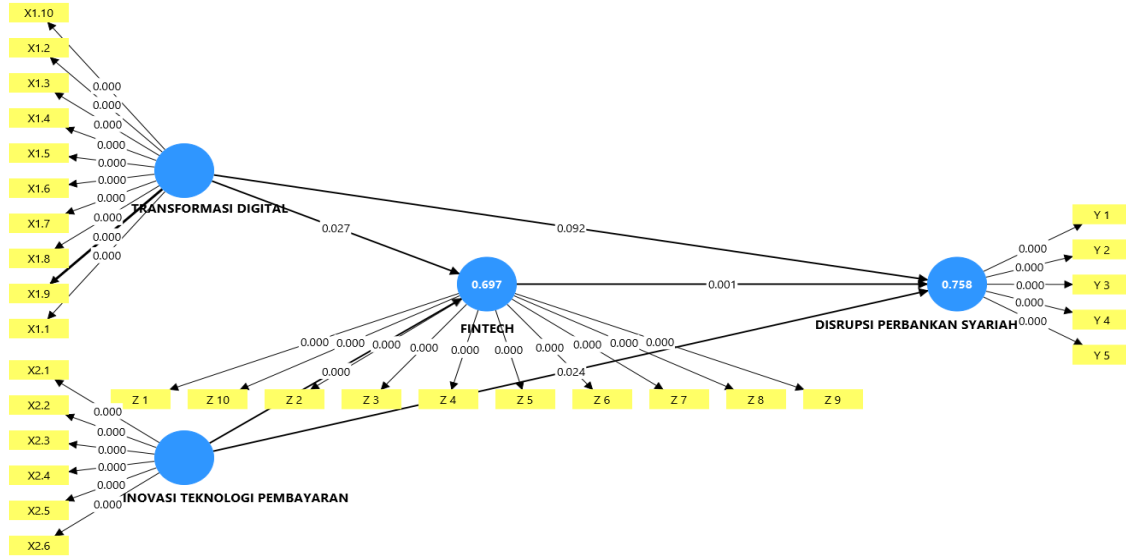 X1.10
X1.2
X1.3
X1.4
X1.5
X1.6
X1.7
X1.8
X1.9
X1.1
0.000
0.000
0.000
0.000
0.000
0.000
0.000
0.000
0.000
0.000
TRANSFORMASI DIGITAL
0.027
0.092
0.697
FINTECH
0.001
0.758
DISRUPSI PERBANKAN SYARIAH
0.000
0.000
0.000
0.000
0.000
Y 1
Y 2
Y 3
Y 4
Y 5
0.000
0.000
0.000
0.000
0.000
0.000
0.000
0.000
0.000
0.000
0.000
0.024
Z 1
Z 10
Z 2
Z 3
Z 4
Z 5
Z 6
Z 7
Z 8
Z 9
X2.1
X2.2
X2.3
X2.4
X2.5
X2.6
0.000
0.000
0.000
0.000
0.000
0.000
INOVASI TEKNOLOGI PEMBAYARAN